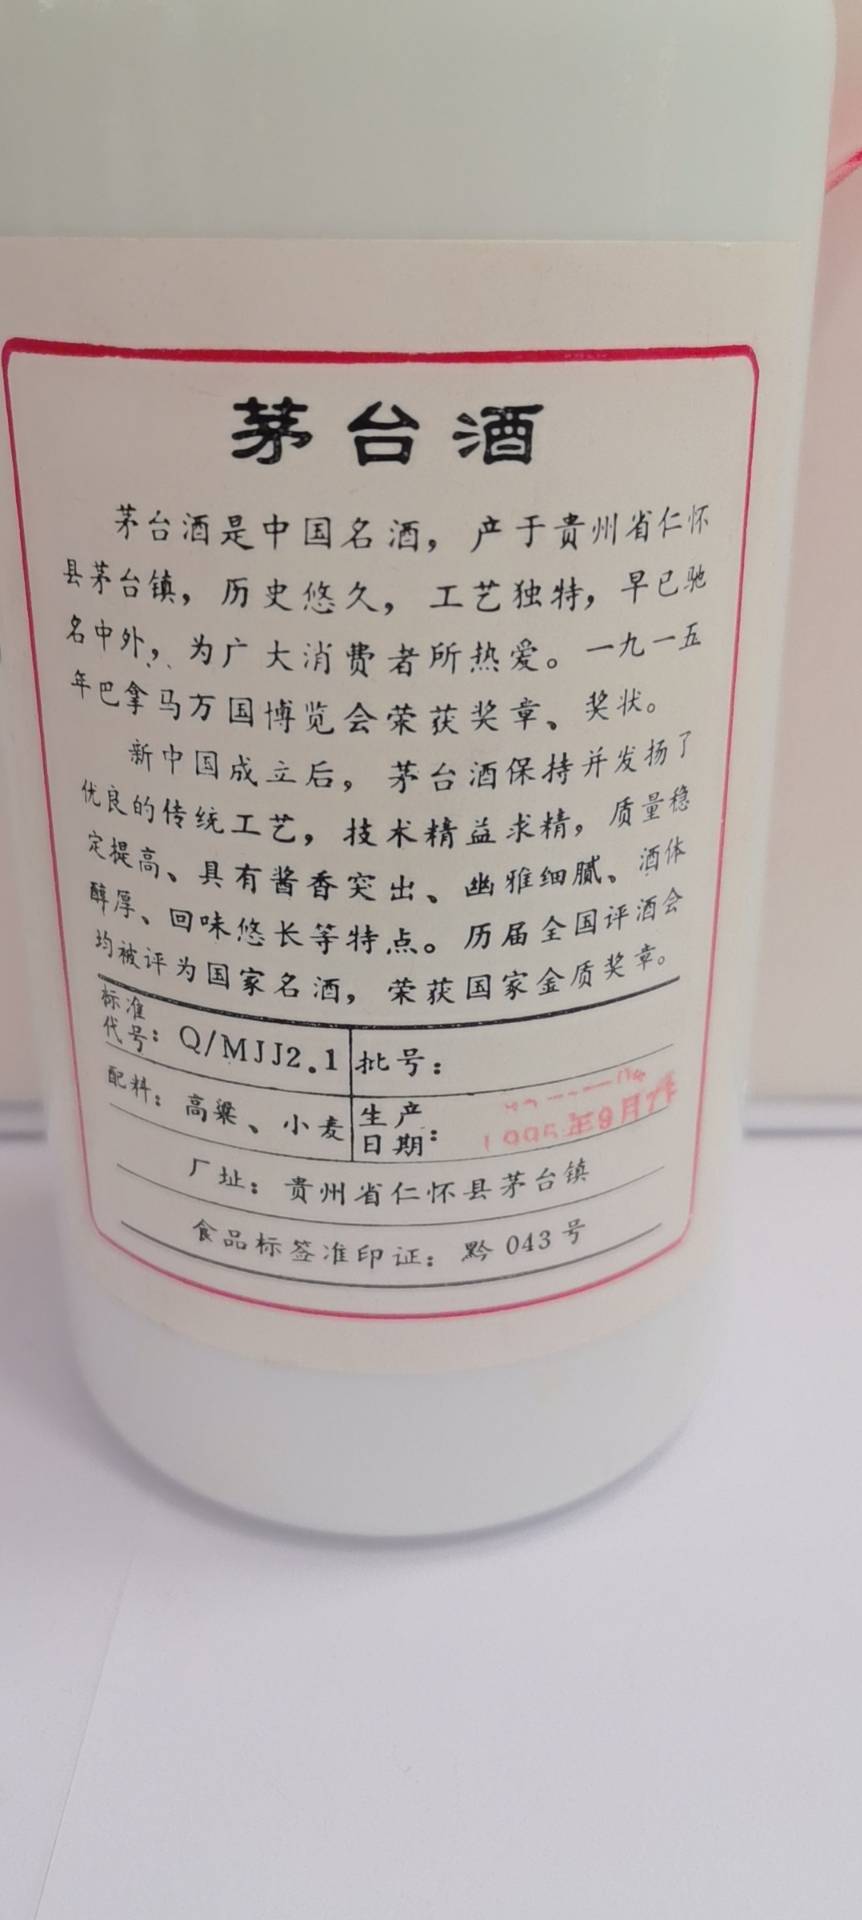 茅台酒
茅台酒是中国名酒，产于贵州省仁怀
县茅台镇，历史悠久，工艺独特，早已驰
名中外，为广大消费者所热爱。一九一五
年巴拿马万国博览会荣获奖章、奖状。
新中国成立后，茅台酒保持并发扬了
优良的传统工艺，技术精益求精，质量稳
定提高、具有酱香突出、幽雅细腻、酒体
醇厚、回味悠长等特点。历届全国评酒会
均被评为国家名酒，荣获国家金质奖章。
标准代号：Q/MJJ2.1
批号：
配料：高粱、小麦
生产日期：1995年9月
厂址：贵州省仁怀县茅台镇
食品标签准印证：黔043号